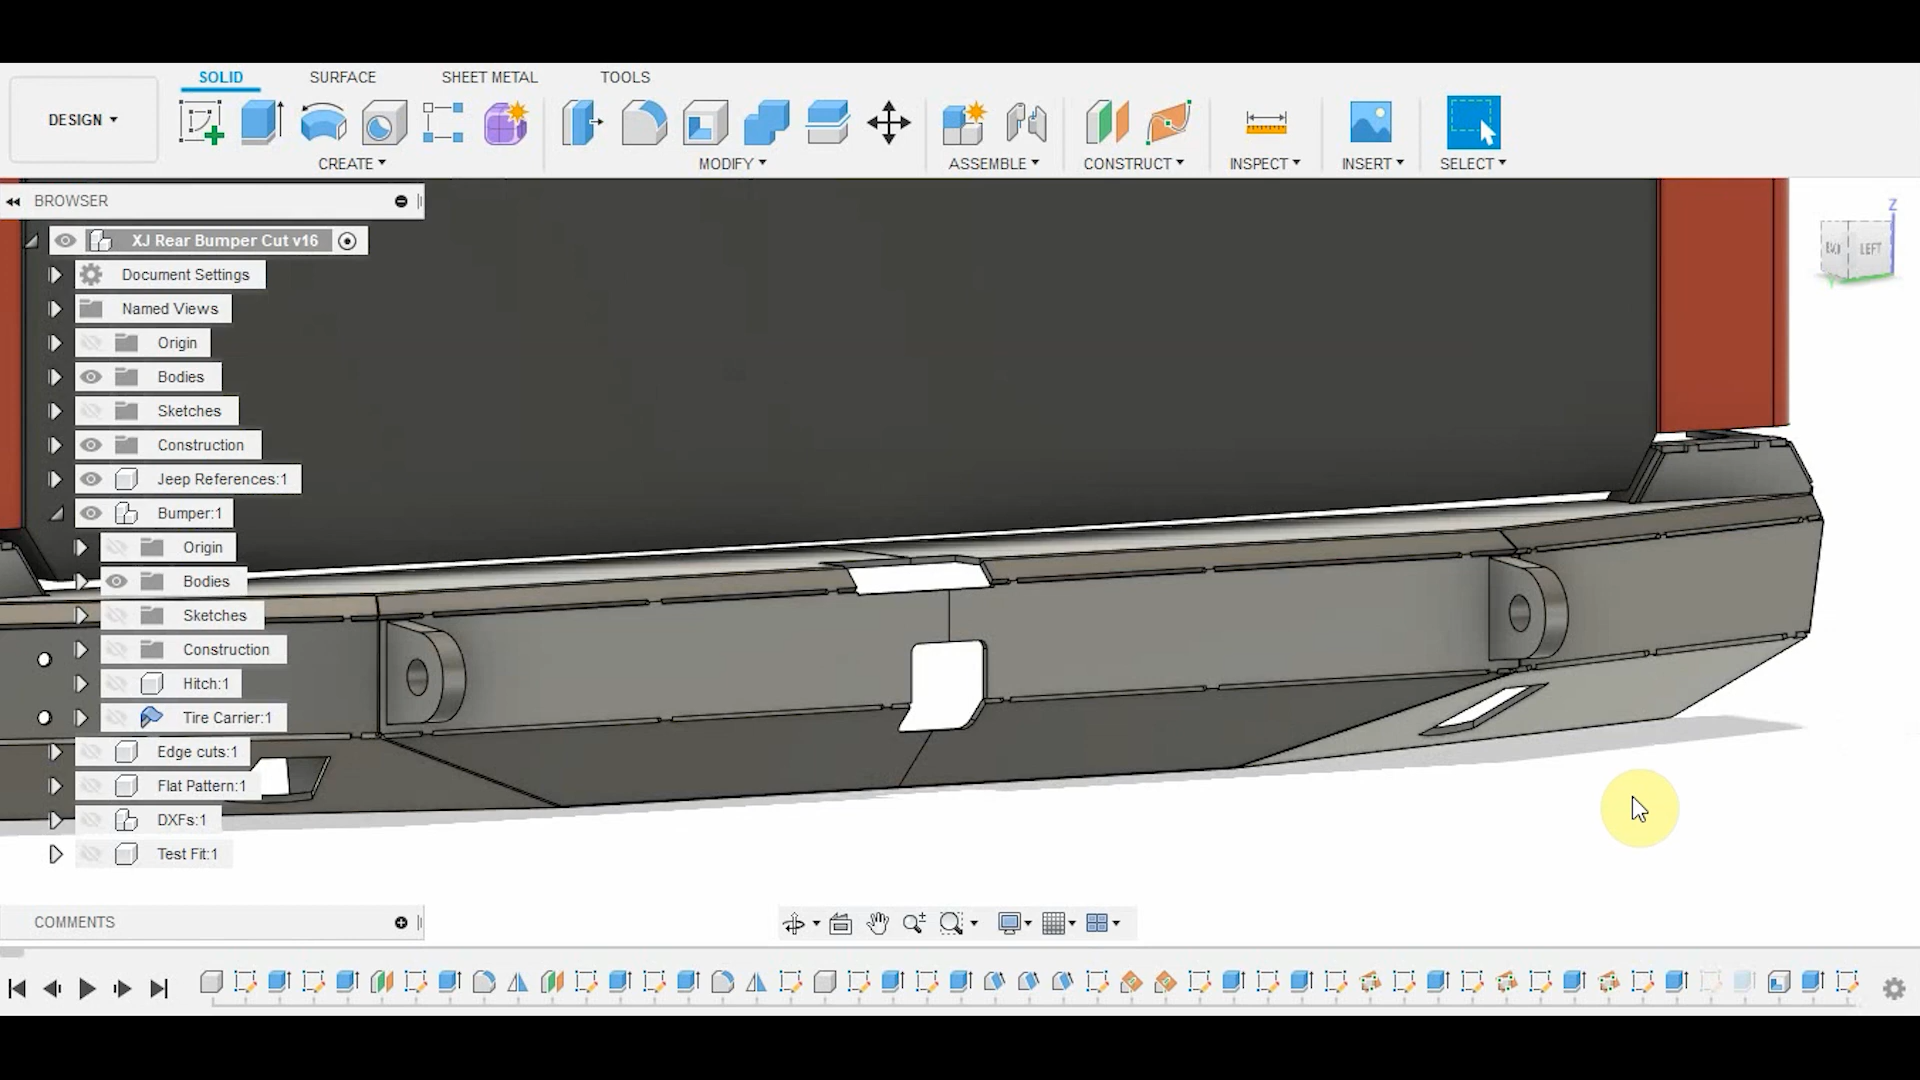 SOLID
SURFACE
SHEET METAL
TOOLS
DESIGN
CREATE
MODIFY
ASSEMBLE
CONSTRUCT
INSPECT
INSERT
SELECT
BROWSER
XJ Rear Bumper Cut v16
Document Settings
Named Views
Origin
Bodies
Sketches
Construction
Jeep References:1
Bumper:1
Origin
Bodies
Sketches
Construction
Hitch:1
Tire Carrier:1
Edge cuts:1
Flat Pattern:1
DXFs:1
Test Fit:1
COMMENTS
Z
LEFT